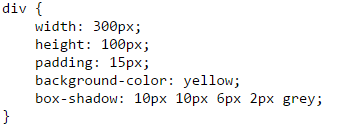 div {
    width: 300px;
    height: 100px;
    padding: 15px;
    background-color: yellow;
    box-shadow: 10px 10px 6px 2px grey;
}